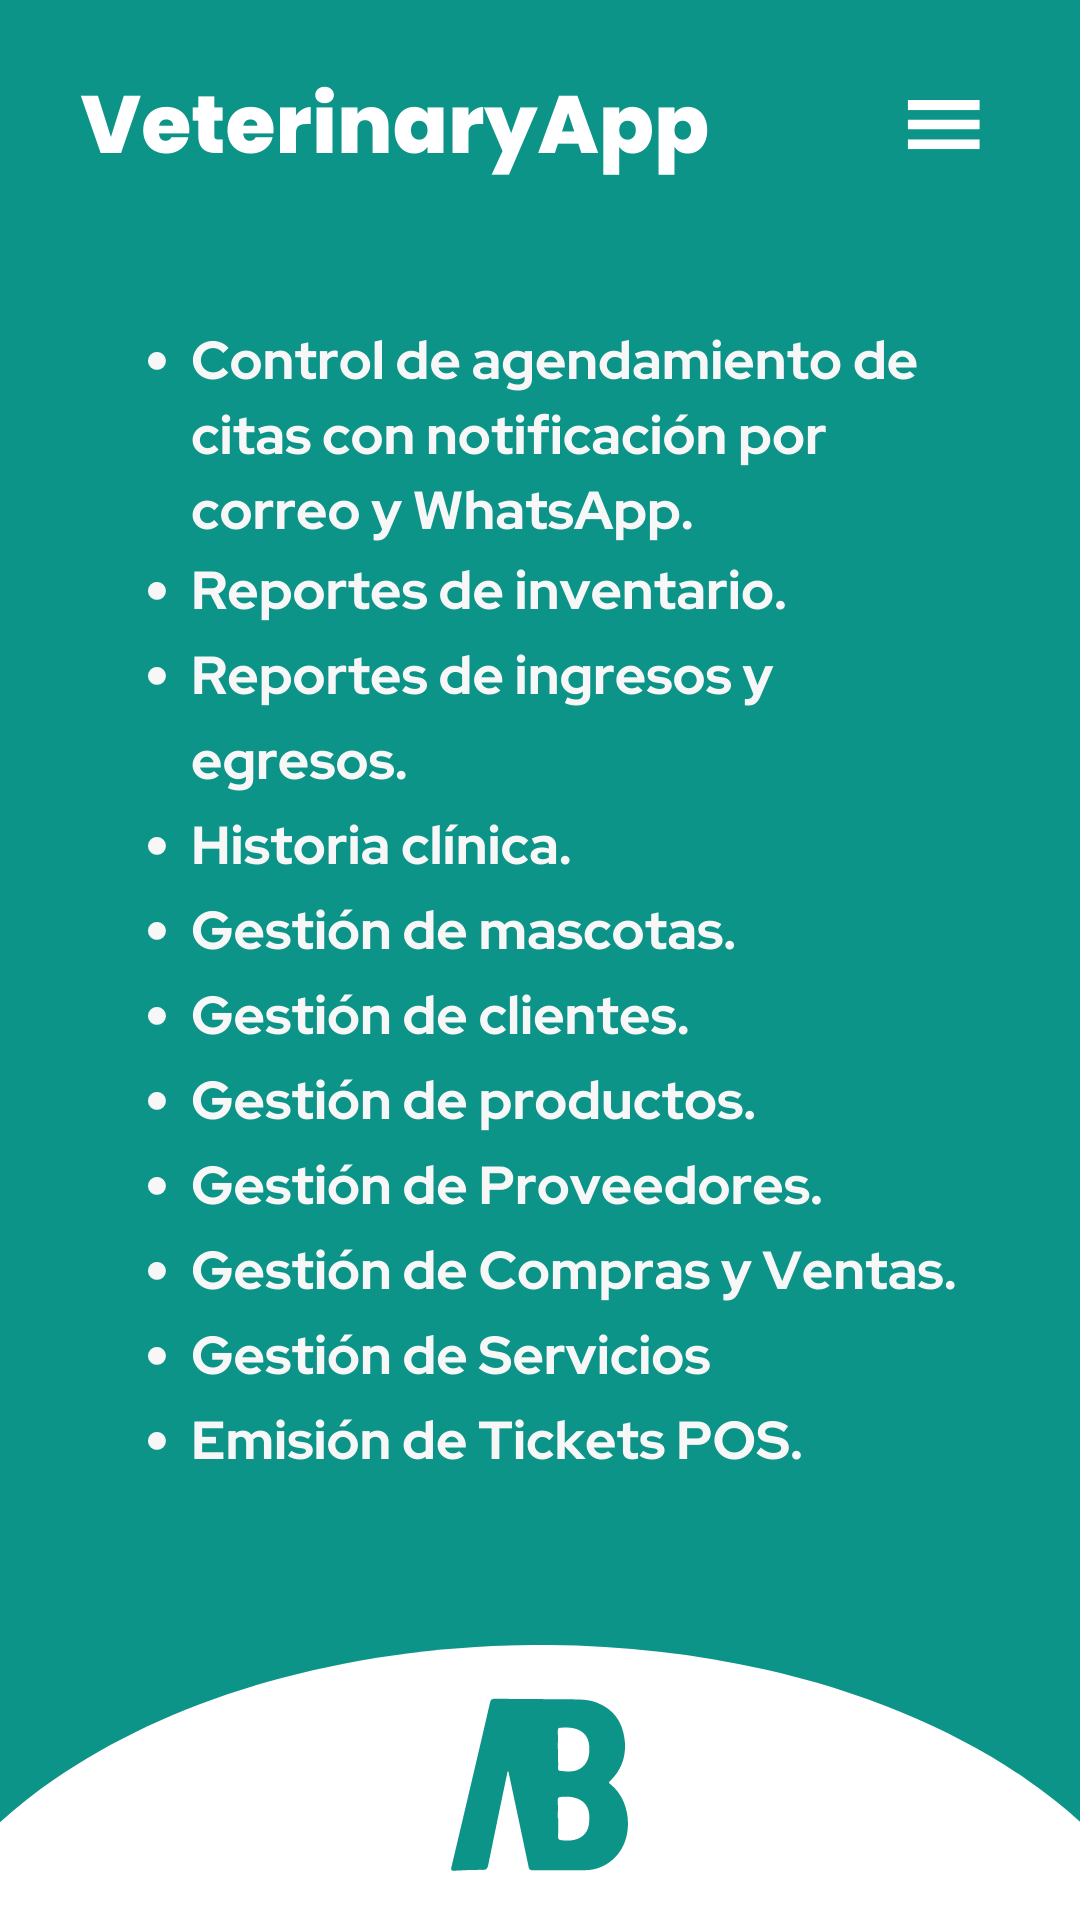 VeterinaryApp
• Control de agendamiento de
citas con notificación por
correo y WhatsApp.
• Reportes de inventario.
• Reportes de ingresos y
egresos.
• Historia clínica.
• Gestión de mascotas.
• Gestión de clientes.
• Gestión de productos.
• Gestión de Proveedores.
• Gestión de Compras y Ventas.
• Gestión de Servicios
• Emisión de Tickets POS.
AB